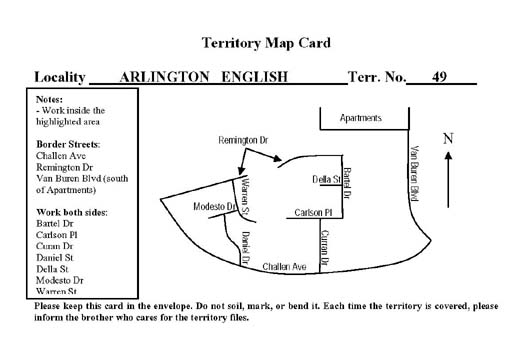 Territory Map Card
Locality ARLINGTON ENGLISH Terr. No. 49
Notes:
- Work inside the
highlighted area
Border Streets:
Challen Ave
Remington Dr
Van Buren Blvd (south
of Apartments)
Work both sides:
Bartel Dr
Carlson Pl
Curan Dr
Daniel St
Della St
Modesto Dr
Warren St
Apartments
Remington Dr
N
Van Buren Blvd
Della St
Bartel Dr
Warren St
Modesto Dr
Carlson Pl
Daniel Dr
Curran Dr
Challen Ave
Please keep this card in the envelope. Do not soil, mark, or bend it. Each time the territory is covered, please
inform the brother who cares for the territory files.